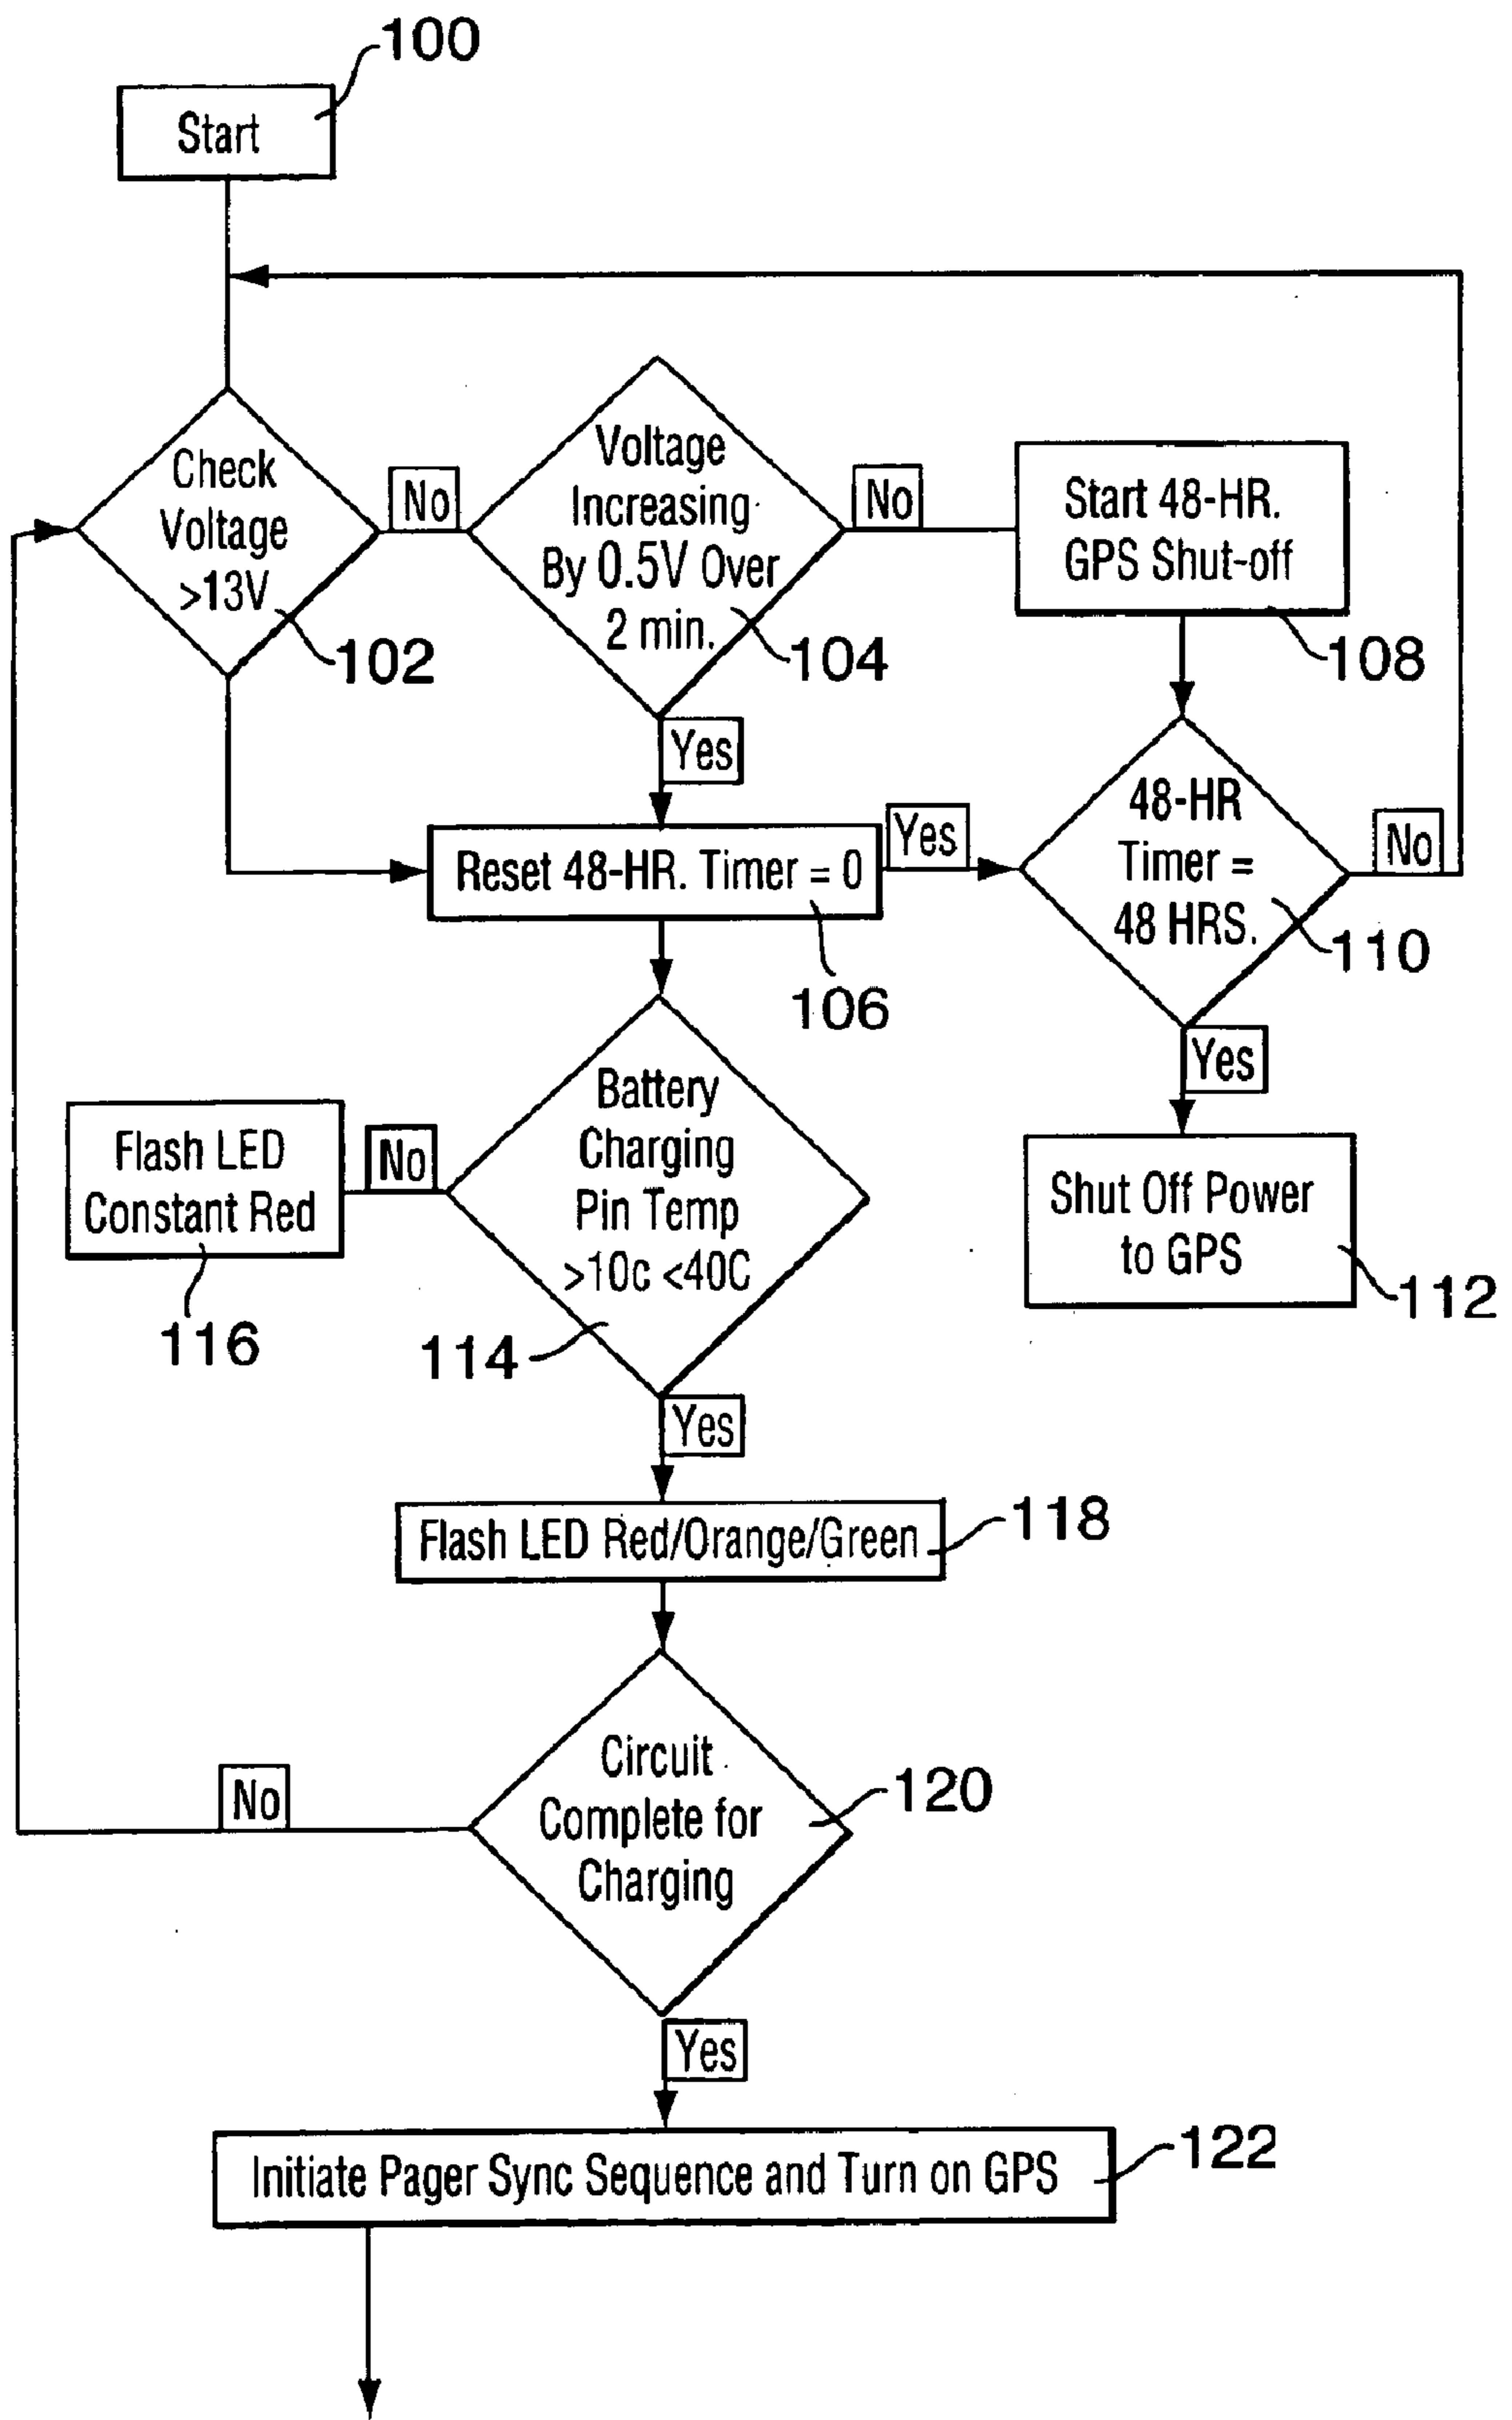 100
Start
Check
Voltage
>13V
102
No
Voltage
Increasing
By 0.5V Over
2 min.
104
No
Start 48-HR.
GPS Shut-off
108
Yes
Reset 48-HR. Timer = 0
106
Yes
48-HR
Timer =
48 HRS.
110
No
Yes
Shut Off Power
to GPS
112
Battery
Charging
Pin Temp
>10c <40C
114
No
Flash LED
Constant Red
116
Yes
Flash LED Red/Orange/Green
118
Circuit
Complete for
Charging
120
No
Yes
Initiate Pager Sync Sequence and Turn on GPS
122